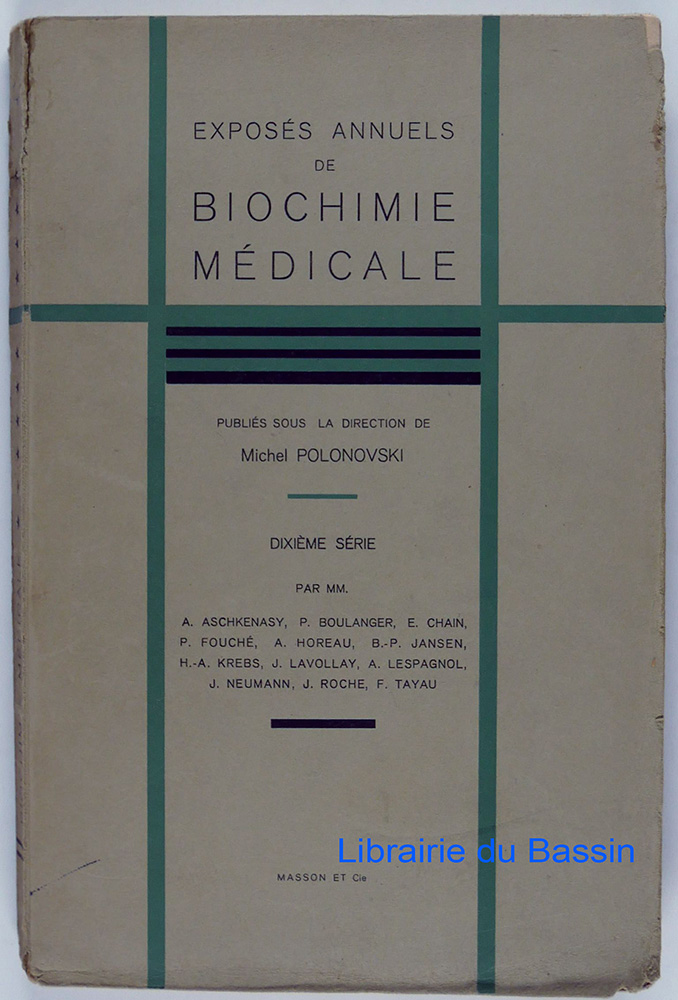 EXPOSÉS ANNUELS
DE
BIOCHIMIE
MÉDICALE
PUBLIÉS SOUS LA DIRECTION DE
Michel POLONOVSKI
DIXIÈME SÉRIE
PAR MM.
A. ASCHKENASY, P. BOULANGER, E. CHAIN,
P. FOUCHÉ, A. HOREAU, B.-P. JANSEN,
H.-A. KREBS, J. LAVOLLAY, A. LESPAGNOL,
J. NEUMANN, J. ROCHE, F. TAYAU
Librairie du Bassin
MASSON ET Cie